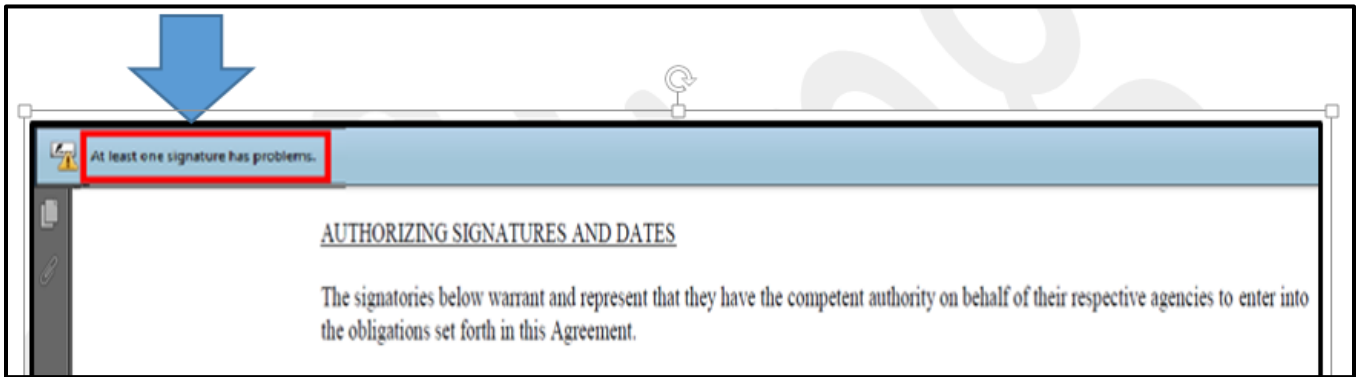 At least one signature has problems.
AUTHORIZING SIGNATURES AND DATES
The signatories below warrant and represent that they have the competent authority on behalf of their respective agencies to enter into
the obligations set forth in this Agreement.